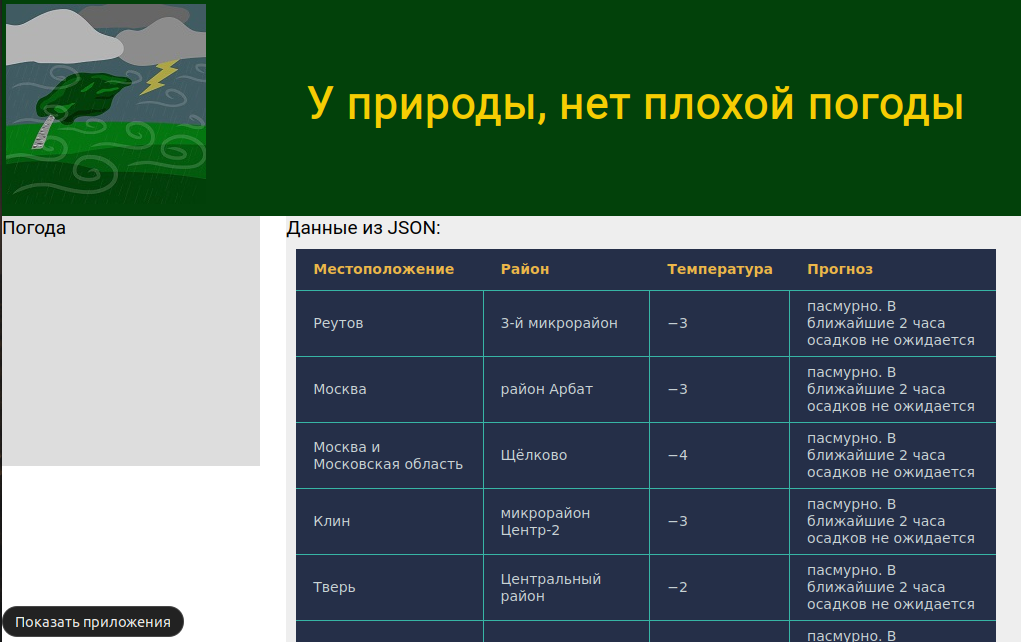 У природы, нет плохой погоды
Погода
Данные из JSON:
Местоположение Район Температура Прогноз
Реутов 3-й микрорайон −3 пасмурно. В
ближайшие 2 часа
осадков не ожидается
Москва район Арбат −3 пасмурно. В
ближайшие 2 часа
осадков не ожидается
Москва и
Московская область Щёлково −4 пасмурно. В
ближайшие 2 часа
осадков не ожидается
Клин микрорайон
Центр-2 −3 пасмурно. В
ближайшие 2 часа
осадков не ожидается
Тверь Центральный
район −2 пасмурно. В
ближайшие 2 часа
осадков не ожидается
пасмурно. В
Показать приложения